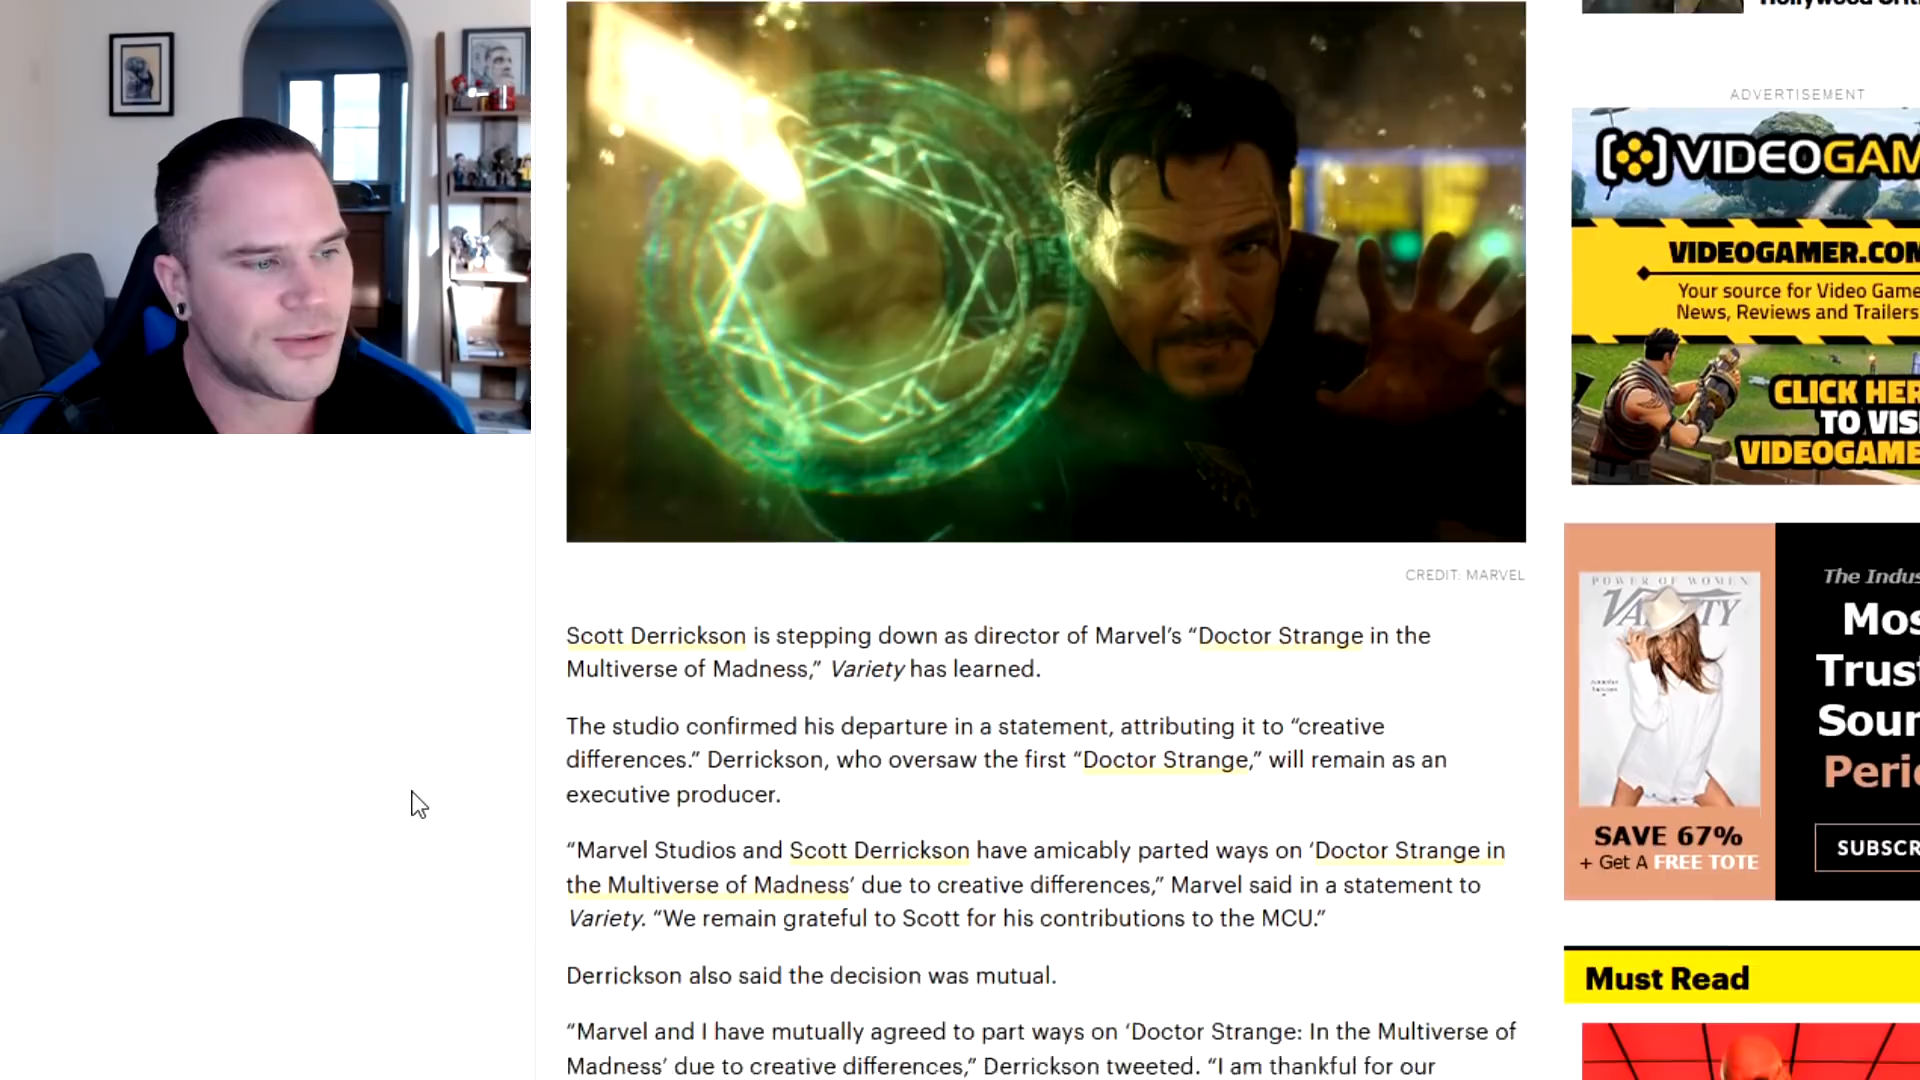 ADVERTISEMENT
VIDEOGAM
VIDEOGAMER.COM
Your source for Video Game
News, Reviews and Trailers
CLICK HER
TO VIS
VIDEOGAME
CREDIT: MARVEL
Scott Derrickson is stepping down as director of Marvel’s “Doctor Strange in the
Multiverse of Madness,” Variety has learned.
The studio confirmed his departure in a statement, attributing it to “creative
differences.” Derrickson, who oversaw the first “Doctor Strange,” will remain as an
executive producer.
“Marvel Studios and Scott Derrickson have amicably parted ways on ‘Doctor Strange in
the Multiverse of Madness’ due to creative differences,” Marvel said in a statement to
Variety. “We remain grateful to Scott for his contributions to the MCU.”
Derrickson also said the decision was mutual.
“Marvel and I have mutually agreed to part ways on ‘Doctor Strange: In the Multiverse of
Madness’ due to creative differences,” Derrickson tweeted. “I am thankful for our
POWER OF WOMEN
VARIETY
SAVE 67%
+ Get A FREE TOTE
The Indus
Mos
Trust
Sour
Perio
SUBSCR
Must Read